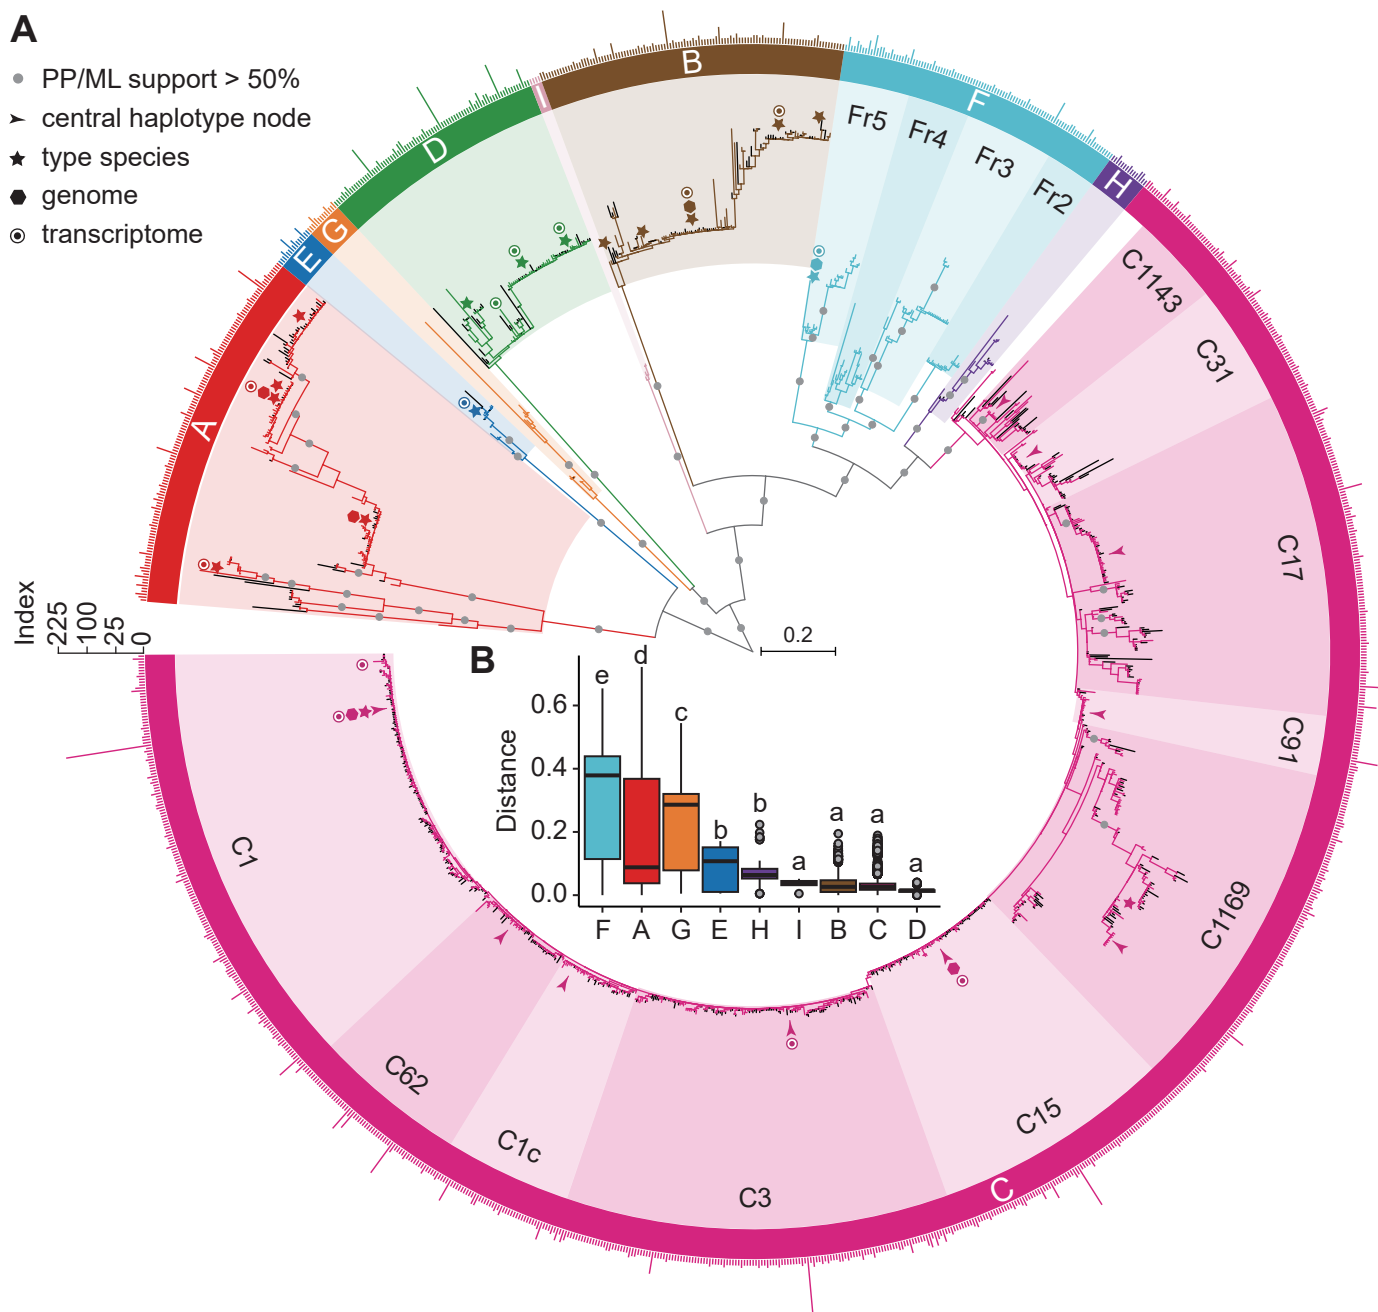 A
PP/ML support > 50%
central haplotype node
type species
genome
transcriptome
A
E
G
D
I
B
F
H
Fr5
Fr4
Fr3
Fr2
C1143
C31
C17
C91
C1169
C15
C
C3
C1c
C62
C1
Index
225
100
25
0
0.2
B
Distance
0.6
0.4
0.2
0.0
e
d
c
b
b
a
a
a
a
F A G E H I B C D